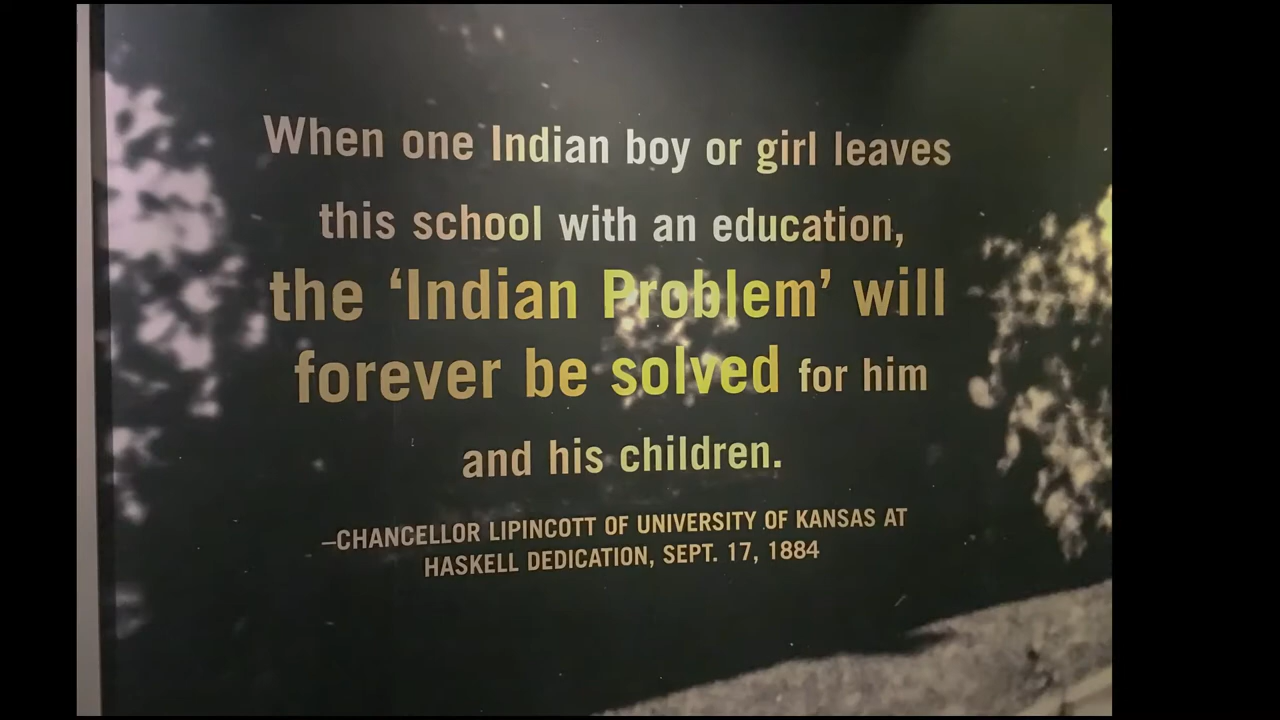 When one Indian boy or girl leaves
this school with an education,
the ‘Indian Problem’ will
forever be solved for him
and his children.
–CHANCELLOR LIPINCOTT OF UNIVERSITY OF KANSAS AT
HASKELL DEDICATION, SEPT. 17, 1884